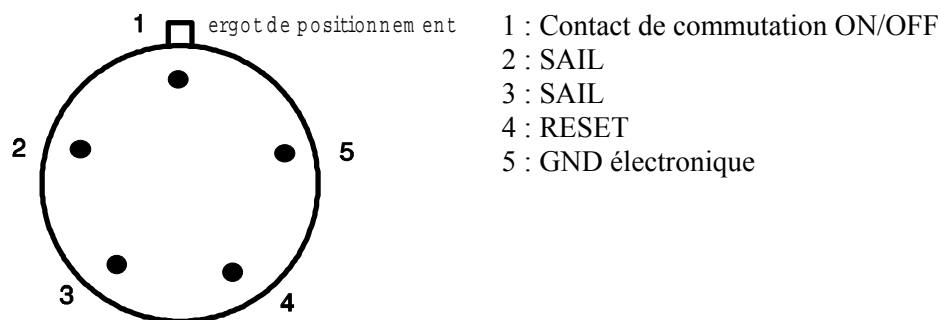 1 ergot de positionnement
2
5
3
4
1 : Contact de commutation ON/OFF
2 : SAIL
3 : SAIL
4 : RESET
5 : GND électronique